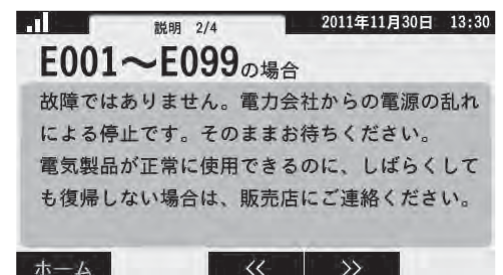 説明 2/4 2011年11月30日 13:30
E001～E099の場合
故障ではありません。電力会社からの電源の乱れ
による停止です。そのままお待ちください。
電気製品が正常に使用できるのに、しばらくして
も復帰しない場合は、販売店にご連絡ください。
ホーム << >>